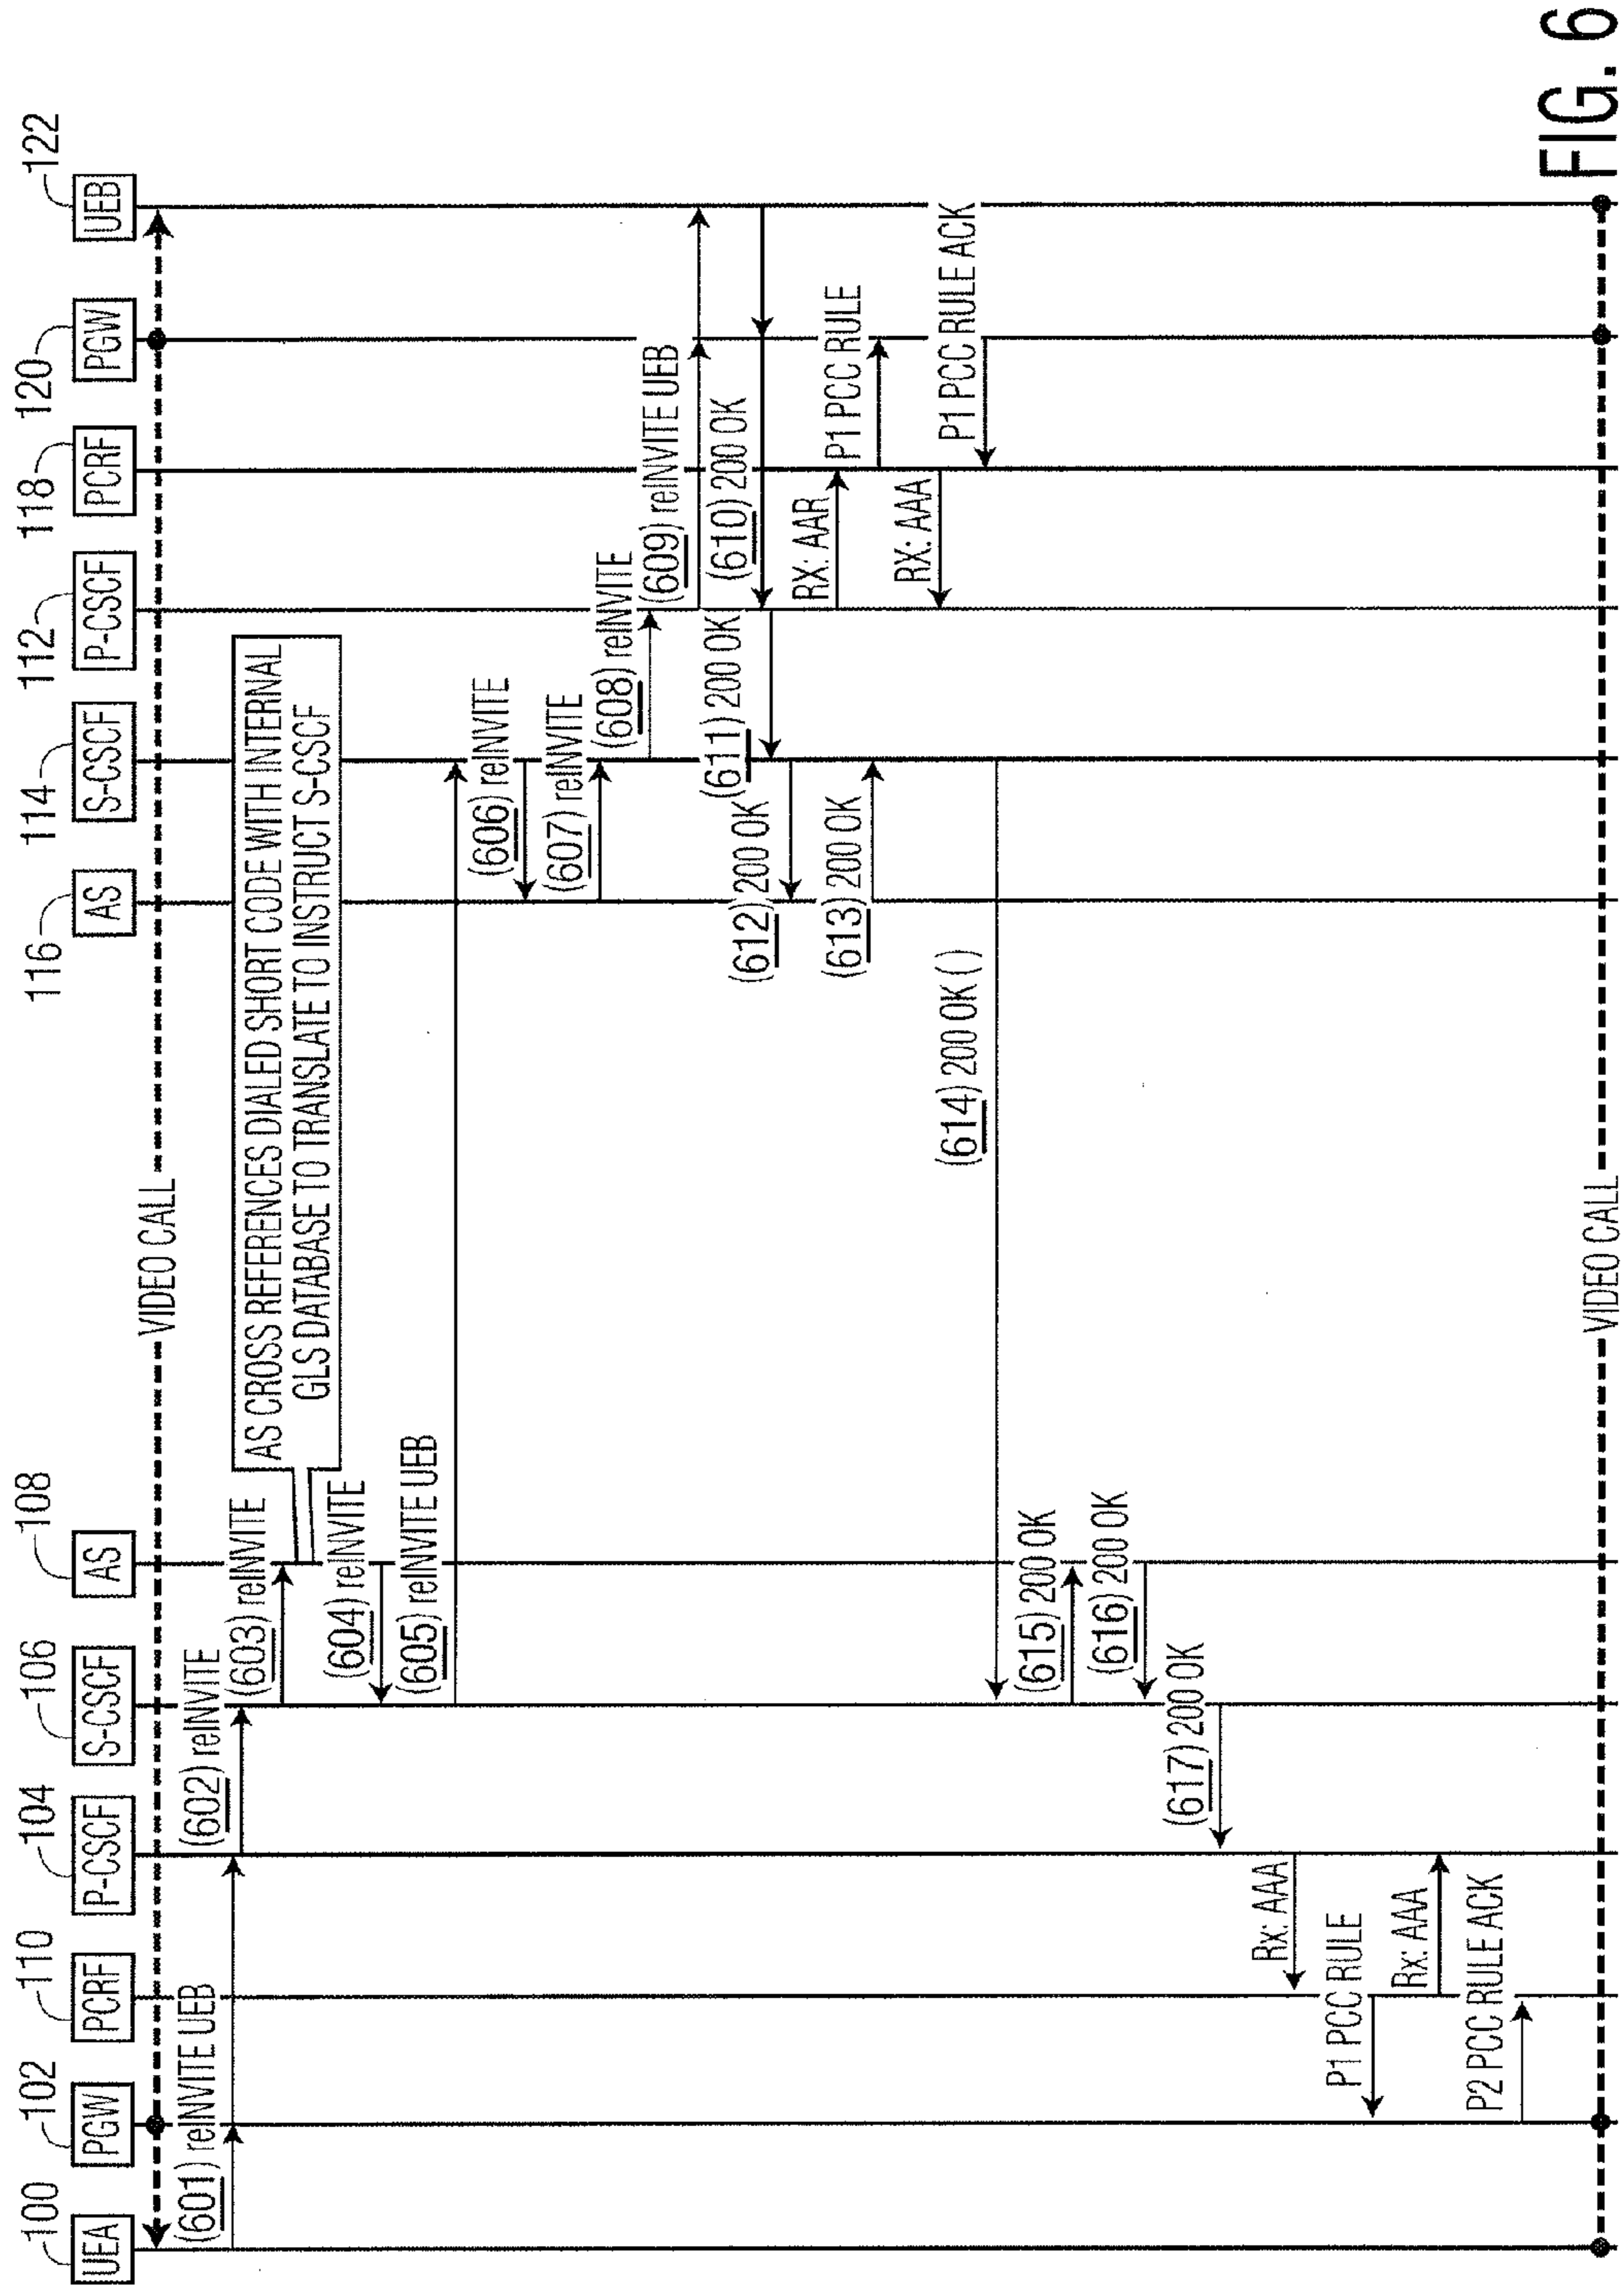 100
102
110
104
106
108
116
114
112
118
120
122
UEA
PGW
PCRF
P-CSCF
S-CSCF
AS
AS
S-CSCF
P-CSCF
PCRF
PGW
UEB
VIDEO CALL
(601) reINVITE UEB
(602) reINVITE
(603) reINVITE
AS CROSS REFERENCES DIALED SHORT CODE WITH INTERNAL
GLS DATABASE TO TRANSLATE TO INSTRUCT S-CSCF
(604) reINVITE
(605) reINVITE UEB
(606) reINVITE
(607) reINVITE
(608) reINVITE
(609) reINVITE UEB
(610) 200 OK
(611) 200 OK
(612) 200 OK
RX: AAR
(613) 200 OK
P1 PCC RULE
RX: AAA
(614) 200 OK ( )
P1 PCC RULE ACK
(615) 200 OK
(616) 200 OK
(617) 200 OK
Rx: AAA
P1 PCC RULE
Rx: AAA
P2 PCC RULE ACK
VIDEO CALL
FIG. 6